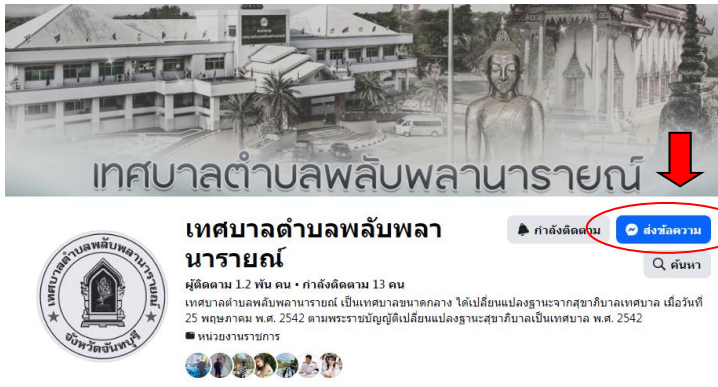 เทศบาลตำบลพลับพลานารายณ์
เทศบาลตำบลพลับพลา
นารายณ์
กำลังติดตาม
ส่งข้อความ
ค้นหา
ผู้ติดตาม 1.2 พัน คน • กำลังติดตาม 13 คน
เทศบาลตำบลพลับพลานารายณ์ เป็นเทศบาลขนาดกลาง ได้เปลี่ยนแปลงฐานะจากสุขาภิบาลเทศบาล เมื่อวันที่
25 พฤษภาคม พ.ศ. 2542 ตามพระราชบัญญัติเปลี่ยนแปลงฐานะสุขาภิบาลเป็นเทศบาล พ.ศ. 2542
หน่วยงานราชการ
เทศบาลตำบลพลับพลานารายณ์
จังหวัดจันทบุรี